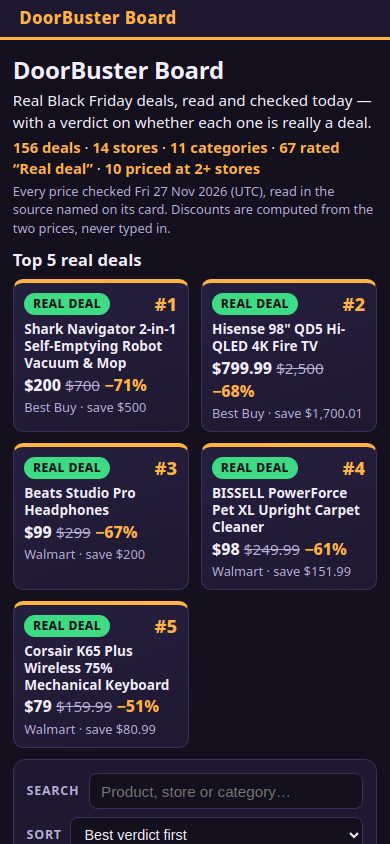 DoorBuster Board
DoorBuster Board
Real Black Friday deals, read and checked today —
with a verdict on whether each one is really a deal.
156 deals · 14 stores · 11 categories · 67 rated
“Real deal” · 10 priced at 2+ stores
Every price checked Fri 27 Nov 2026 (UTC), read in the
source named on its card. Discounts are computed from the
two prices, never typed in.
Top 5 real deals
REAL DEAL #1
Shark Navigator 2-in-1
Self-Emptying Robot
Vacuum & Mop
$200 $700 −71%
Best Buy · save $500
REAL DEAL #2
Hisense 98" QD5 Hi-
QLED 4K Fire TV
$799.99 $2,500
−68%
Best Buy · save $1,700.01
REAL DEAL #3
Beats Studio Pro
Headphones
$99 $299 −67%
Walmart · save $200
REAL DEAL #4
BISSELL PowerForce
Pet XL Upright Carpet
Cleaner
$98 $249.99 −61%
Walmart · save $151.99
REAL DEAL #5
Corsair K65 Plus
Wireless 75%
Mechanical Keyboard
$79 $159.99 −51%
Walmart · save $80.99
SEARCH Product, store or category…
SORT Best verdict first